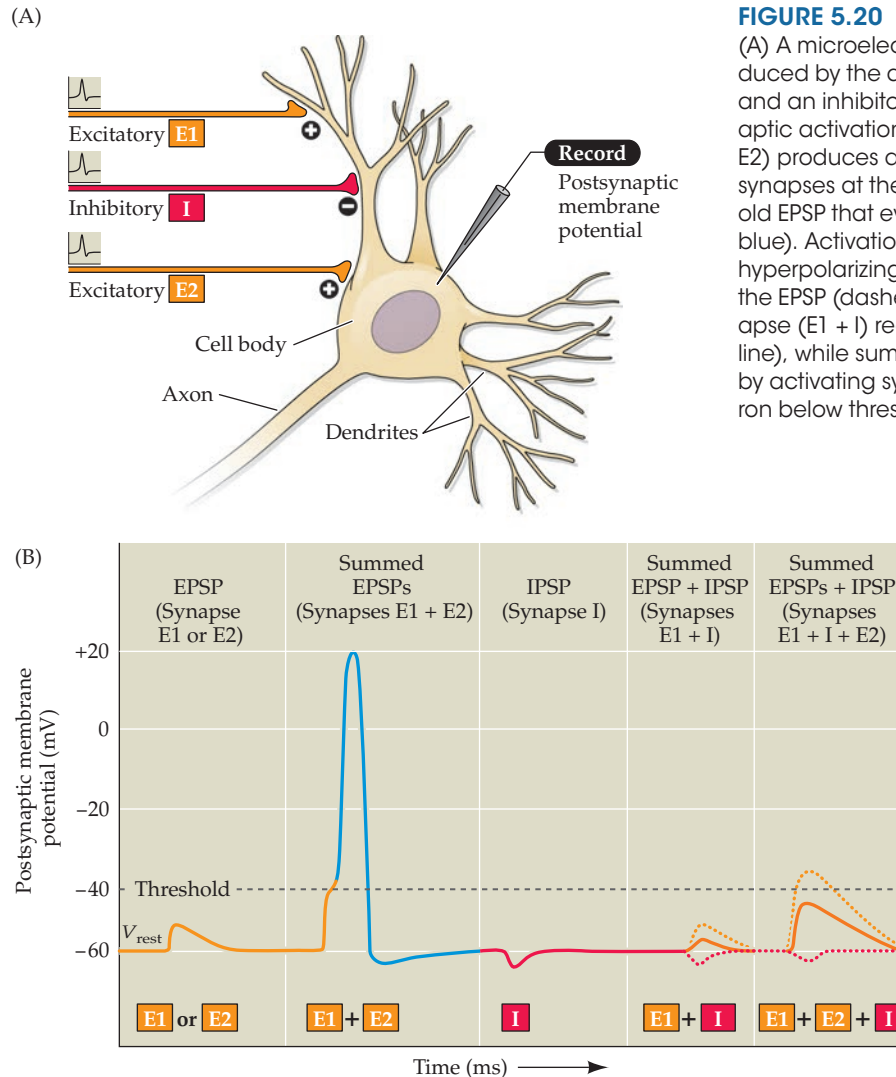 (A)
Excitatory E1
Inhibitory I
Excitatory E2
Record
Postsynaptic
membrane
potential
Cell body
Axon
Dendrites
FIGURE 5.20
(A) A microelec
duced by the
and an inhibito
aptic activation
E2) produces
synapses at the
old EPSP that ev
blue). Activatio
hyperpolarizing
the EPSP (dashe
apse (E1 + I) re
line), while sum
by activating sy
ron below thres
(B)
EPSP
(Synapse
E1 or E2)
Summed
EPSPs
(Synapses E1 + E2)
IPSP
(Synapse I)
Summed
EPSP + IPSP
(Synapses
E1 + I)
Summed
EPSPs + IPSP
(Synapses
E1 + I + E2)
Postsynaptic membrane
potential (mV)
+20
0
−20
−40
−60
Threshold
Vrest
E1 or E2
E1 + E2
I
E1 + I
E1 + E2 + I
Time (ms)